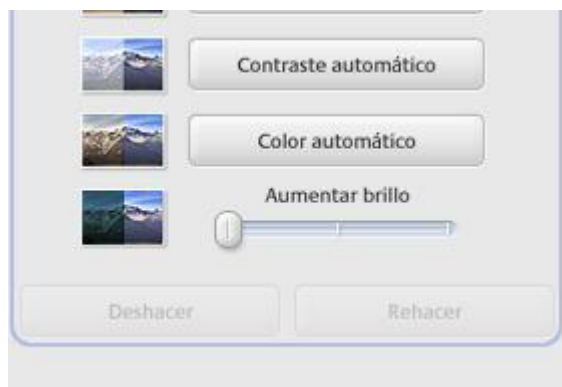 Contraste automático
Color automático
Aumentar brillo
Deshacer
Rehacer